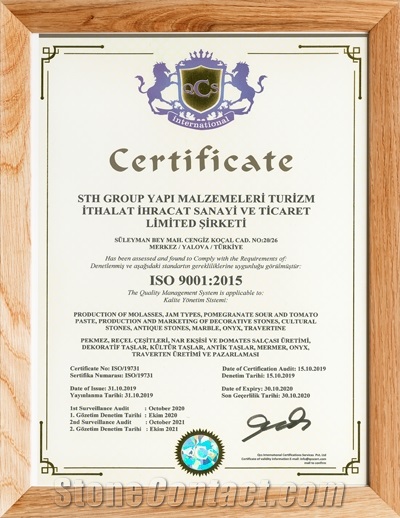 QCS
International
Certificate
STH GROUP YAPI MALZEMELERİ TURİZM
İTHALAT İHRACAT SANAYİ VE TİCARET
LİMİTED ŞİRKETİ
SÜLEYMAN BEY MAH. CENGİZ KOÇAL CAD. NO:20/26
MERKEZ / YALOVA / TÜRKİYE
Has been assessed and found to Comply with the Requirements of:
Denetlenmiş ve aşağıdaki standartın gerekliliklerine uygunluğu görülmüştür:
ISO 9001:2015
The Quality Management System is applicable to:
Kalite Yönetim Sistemi:
PRODUCTION OF MOLASSES, JAM TYPES, POMEGRANATE SOUR AND TOMATO
PASTE, PRODUCTION AND MARKETING OF DECORATIVE STONES, CULTURAL
STONES, ANTIQUE STONES, MARBLE, ONYX, TRAVERTINE
PEKMEZ, REÇEL ÇEŞİTLERİ, NAR EKŞİSİ VE DOMATES SALÇASI ÜRETİMİ,
DEKORATİF TAŞLAR, KÜLTÜR TAŞLAR, ANTİK TAŞLAR, MERMER, ONYX,
TRAVERTEN ÜRETİMİ VE PAZARLAMASI
Certificate No: ISO/19731 Date of Certification Audit: 15.10.2019
Sertifika Numarası: ISO/19731 Denetim Tarihi: 15.10.2019
Date of Issue: 31.10.2019 Date of Expiry: 30.10.2020
Yayınlanma Tarihi: 31.10.2019 Son Geçerlilik Tarihi: 30.10.2020
1st Surveillance Audit : October 2020
1. Gözetim Denetim Tarihi : Ekim 2020
2nd Surveillance Audit : October 2021
2. Gözetim Denetim Tarihi : Ekim 2021
Qcs International Certification Services Pvt. Ltd.
StoneContact.com